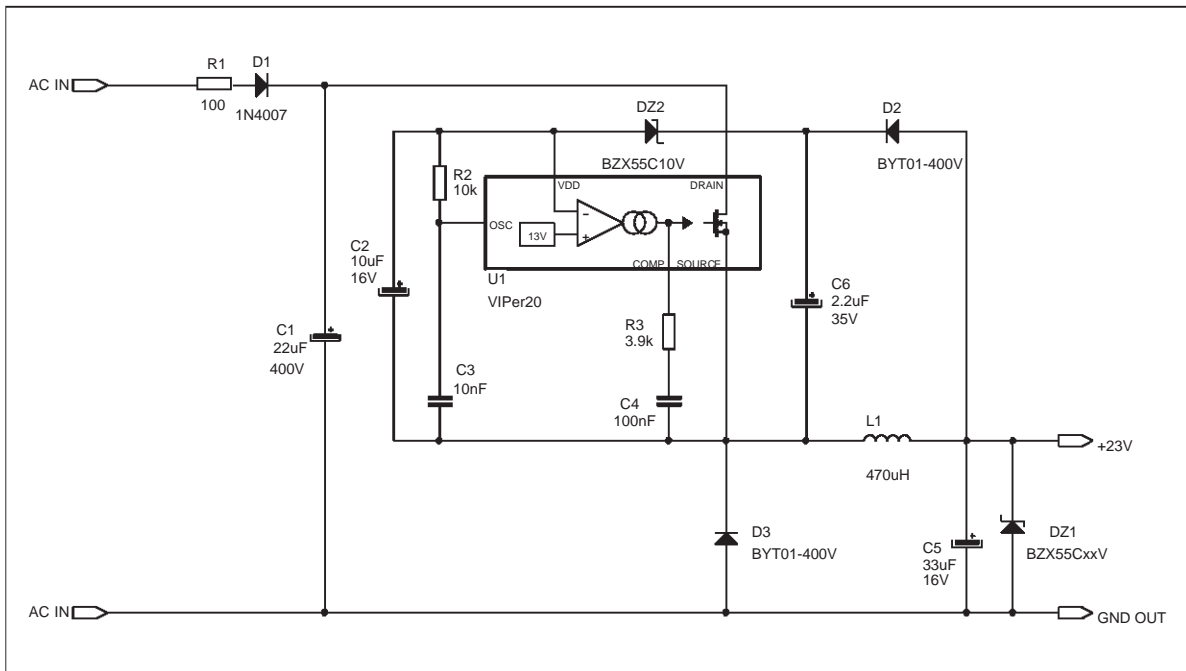 AC IN
R1
100
D1
1N4007
DZ2
BZX55C10V
D2
BYT01-400V
R2
10k
VDD
DRAIN
OSC
13V
-
+
COMP
SOURCE
U1
VIPer20
C2
10uF
16V
+
C1
22uF
400V
+
C3
10nF
R3
3.9k
C4
100nF
C6
2.2uF
35V
+
L1
470uH
+23V
D3
BYT01-400V
C5
33uF
16V
+
DZ1
BZX55CxxV
AC IN
GND OUT